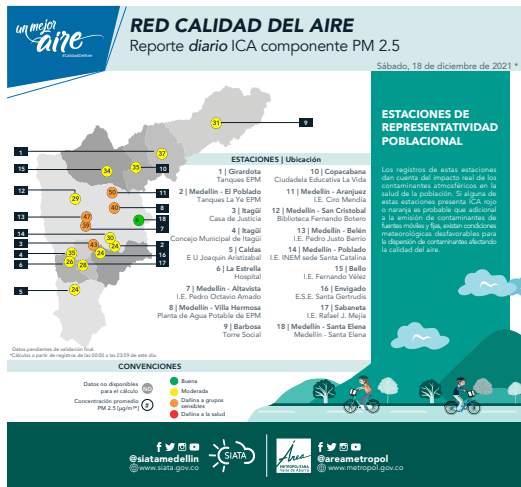 un mejor
aire
#CalidadDelAire
RED CALIDAD DEL AIRE
Reporte diario ICA componente PM 2.5
Sábado, 18 de diciembre de 2021 *
31
9
1
37
15
34
35
10
12
29
50
11
40
8
13
47
39
18
7
14
30
24
2
3
43
4
35
24
16
6
26
28
17
5
24
ESTACIONES | Ubicación
1 | Girardota
Tanques EPM
2 | Medellín - El Poblado
Tanques La Ye EPM
3 | Itagüí
Casa de Justicia
4 | Itagüí
Concejo Municipal de Itagüí
5 | Caldas
E U Joaquín Aristizabal
6 | La Estrella
Hospital
7 | Medellín - Altavista
I.E. Pedro Octavio Amado
8 | Medellín - Villa Hermosa
Planta de Agua Potable de EPM
9 | Barbosa
Torre Social
10 | Copacabana
Ciudadela Educativa La Vida
11 | Medellín - Aranjuez
I.E. Ciro Mendia
12 | Medellín - San Cristobal
Biblioteca Fernando Botero
13 | Medellín - Belén
I.E. Pedro Justo Berrio
14 | Medellín - Poblado
I.E. INEM sede Santa Catalina
15 | Bello
I.E. Fernando Vélez
16 | Envigado
E.S.E. Santa Gertrudis
17 | Sabaneta
I.E. Rafael J. Mejia
18 | Medellín - Santa Elena
Medellín - Santa Elena
ESTACIONES DE
REPRESENTATIVIDAD
POBLACIONAL
Los registros de estas estaciones
dan cuenta del impacto real de los
contaminantes atmosféricos en la
salud de la población. Si alguna de
estas estaciones presenta ICA rojo
o naranja es probable que adicional
a la emisión de contaminantes de
fuentes móviles y fijas, existan condiciones
meteorológicas desfavorables para
la dispersión de contaminantes afectando
la calidad del aire.
Datos pendientes de validación final.
*Cálculos a partir de registros de las 00:00 a las 23:59 de este día.
CONVENCIONES
Datos no disponibles
para el cálculo
ND
Concentración promedio
PM 2.5 [µg/m³]
#
Buena
Moderada
Dañina a grupos
sensibles
Dañina a la salud
@siatamedellin
www.siata.gov.co
SIATA
Área
METROPOLITANA
Valle de Aburrá
@areametropol
www.metropol.gov.co